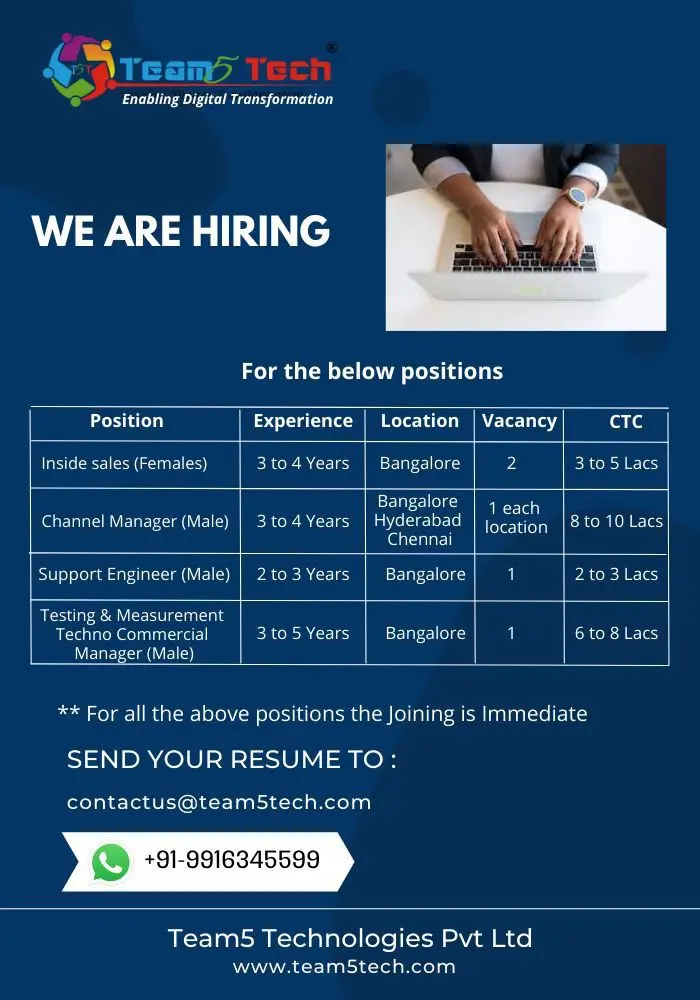 Team5 Tech®
Enabling Digital Transformation
WE ARE HIRING
For the below positions
Position Experience Location Vacancy CTC
Inside sales (Females) 3 to 4 Years Bangalore 2 3 to 5 Lacs
Channel Manager (Male) 3 to 4 Years Bangalore Hyderabad Chennai 1 each location 8 to 10 Lacs
Support Engineer (Male) 2 to 3 Years Bangalore 1 2 to 3 Lacs
Testing & Measurement Techno Commercial Manager (Male) 3 to 5 Years Bangalore 1 6 to 8 Lacs
** For all the above positions the Joining is Immediate
SEND YOUR RESUME TO :
contactus@team5tech.com
+91-9916345599
Team5 Technologies Pvt Ltd
www.team5tech.com